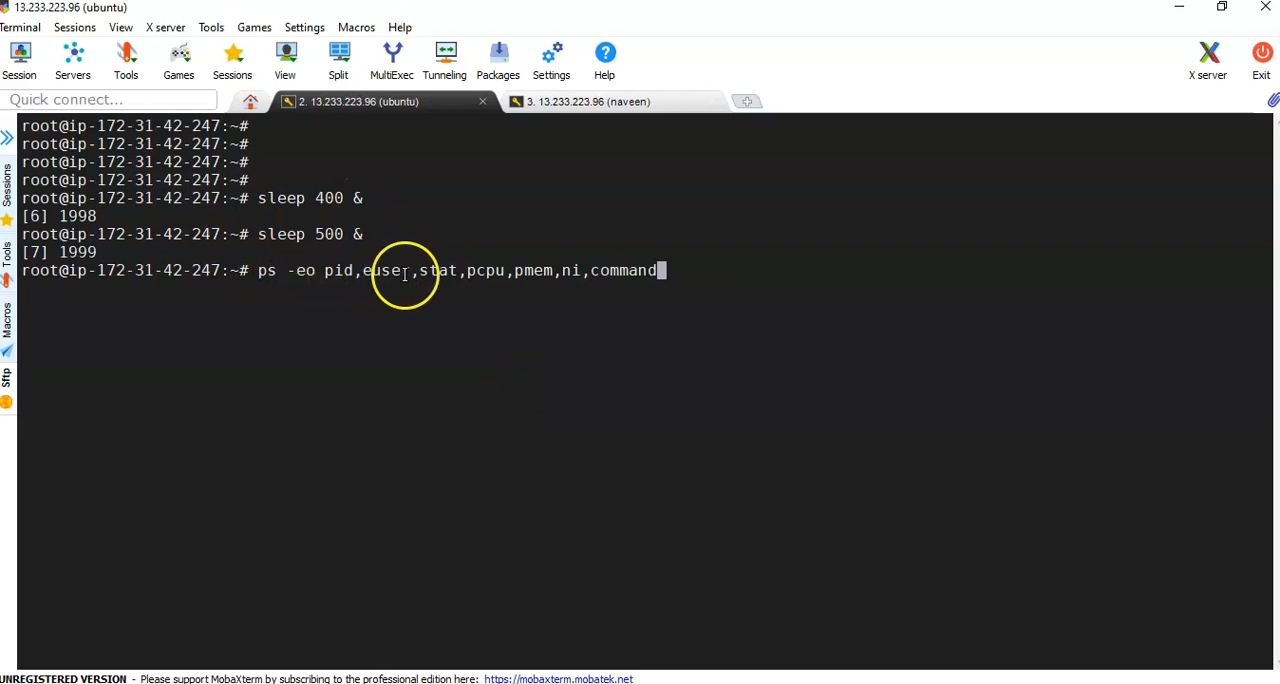 13.233.223.96 (ubuntu)
Terminal Sessions View X server Tools Games Settings Macros Help
Session Servers Tools Games Sessions View Split MultiExec Tunneling Packages Settings Help X server Exit
Quick connect... 2. 13.233.223.96 (ubuntu) 3. 13.233.223.96 (naveen)
Sessions
Tools
Macros
Sftp
root@ip-172-31-42-247:~#
root@ip-172-31-42-247:~#
root@ip-172-31-42-247:~#
root@ip-172-31-42-247:~#
root@ip-172-31-42-247:~# sleep 400 &
[6] 1998
root@ip-172-31-42-247:~# sleep 500 &
[7] 1999
root@ip-172-31-42-247:~# ps -eo pid,euser,stat,pcpu,pmem,ni,command
UNREGISTERED VERSION - Please support MobaXterm by subscribing to the professional edition here: https://mobaxterm.mobatek.net